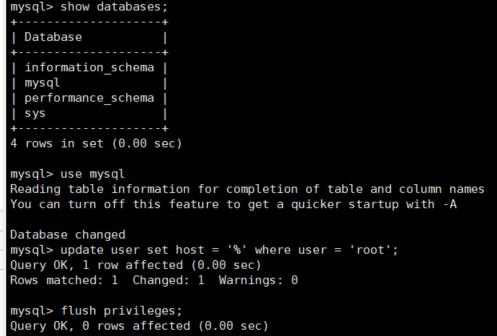 mysql> show databases;
+--------------------+
| Database           |
+--------------------+
| information_schema |
| mysql              |
| performance_schema |
| sys                |
+--------------------+
4 rows in set (0.00 sec)

mysql> use mysql
Reading table information for completion of table and column names
You can turn off this feature to get a quicker startup with -A

Database changed
mysql> update user set host = '%' where user = 'root';
Query OK, 1 row affected (0.00 sec)
Rows matched: 1  Changed: 1  Warnings: 0

mysql> flush privileges;
Query OK, 0 rows affected (0.00 sec)